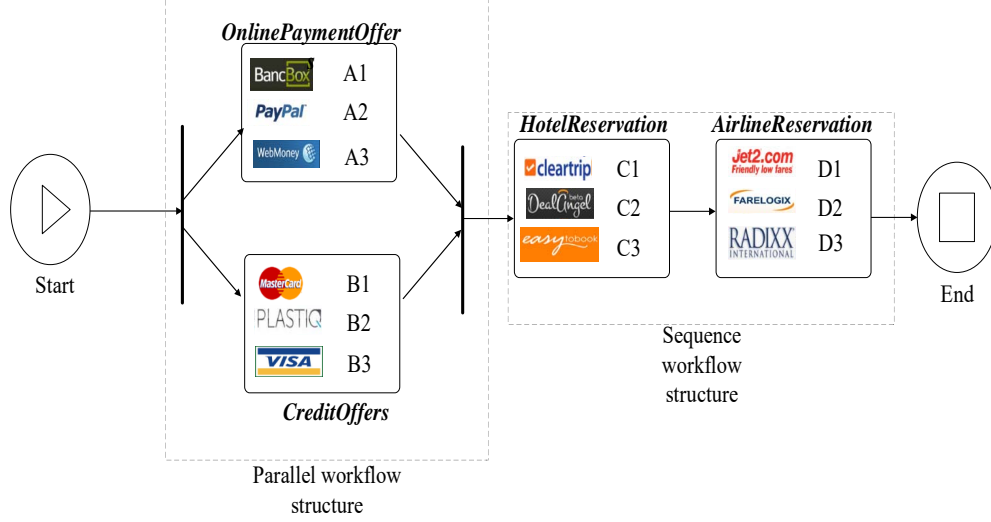 OnlinePaymentOffer
BancBox A1
PayPal A2
WebMoney A3
Start
MasterCard B1
PLASTIQ B2
VISA B3
CreditOffers
Parallel workflow
structure
HotelReservation
cleartrip C1
beta
DealAngel C2
easytobook C3
AirlineReservation
Jet2.com
Friendly low fares D1
FARELOGIX D2
RADIXX
INTERNATIONAL D3
Sequence
workflow
structure
End